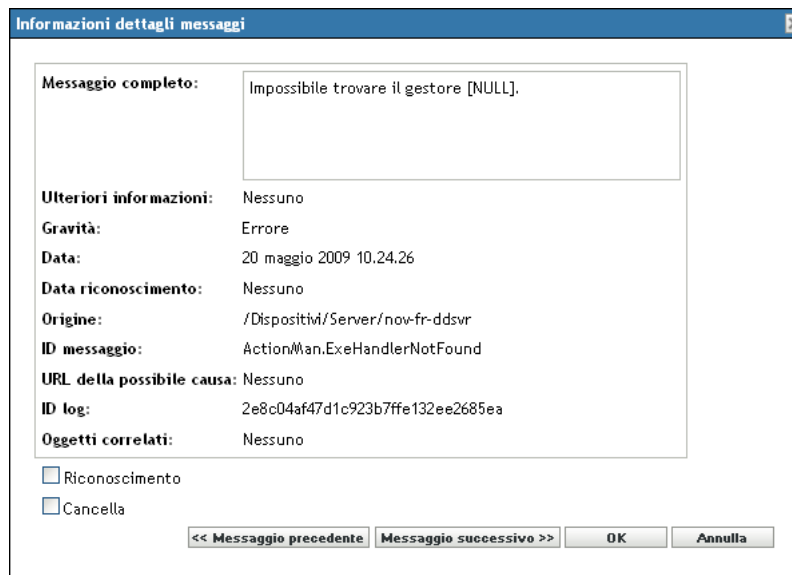 Informazioni dettagli messaggi
Messaggio completo: Impossibile trovare il gestore [NULL].
Ulteriori informazioni: Nessuno
Gravità: Errore
Data: 20 maggio 2009 10.24.26
Data riconoscimento: Nessuno
Origine: /Dispositivi/Server/nov-fr-ddsvr
ID messaggio: ActionMan.ExeHandlerNotFound
URL della possibile causa: Nessuno
ID log: 2e8c04af47d1c923b7ffe132ee2685ea
Oggetti correlati: Nessuno
Riconoscimento
Cancella
<< Messaggio precedente Messaggio successivo >> OK Annulla